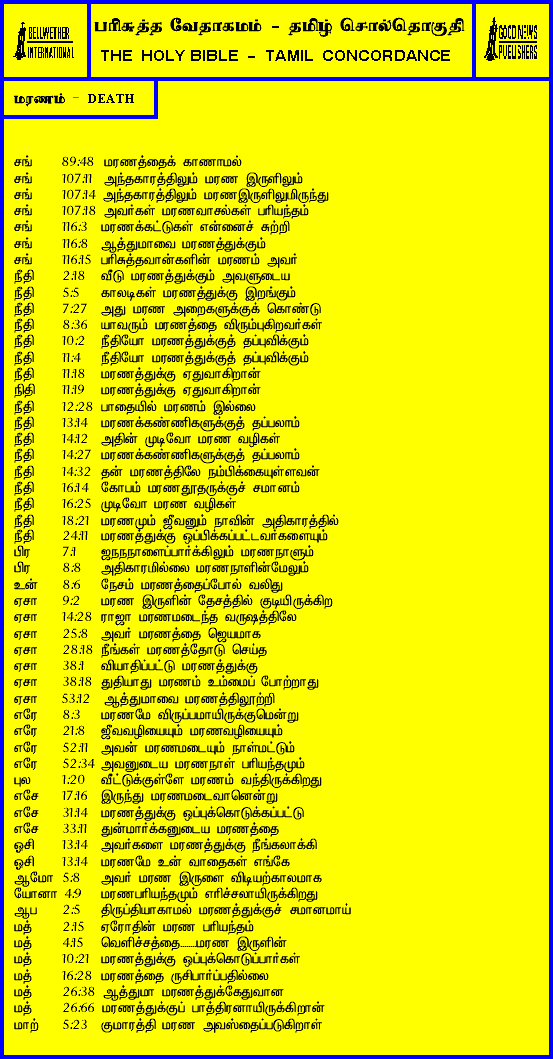 BELLWETHER
INTERNATIONAL
பரிசுத்த வேதாகமம் - தமிழ் சொல்தொகுதி
THE HOLY BIBLE - TAMIL CONCORDANCE
GOOD NEWS
PUBLISHERS
மரணம் - DEATH
சங் 89:48 மரணத்தைக் காணாமல்
சங் 107:11 அந்தகாரத்திலும் மரண இருளிலும்
சங் 107:14 அந்தகாரத்திலும் மரணஇருளிலுமிருந்து
சங் 107:18 அவர்கள் மரணவாசல்கள் பரியந்தம்
சங் 116:3 மரணக்கட்டுகள் என்னைச் சுற்றி
சங் 116:8 ஆத்துமாவை மரணத்துக்கும்
சங் 116:15 பரிசுத்தவான்களின் மரணம் அவர்
நீதி 2:18 வீடு மரணத்துக்கும் அவளுடைய
நீதி 5:5 காலடிகள் மரணத்துக்கு இறங்கும்
நீதி 7:27 அது மரண அறைகளுக்குக் கொண்டு
நீதி 8:36 யாவரும் மரணத்தை விரும்புகிறவர்கள்
நீதி 10:2 நீதியோ மரணத்துக்குத் தப்புவிக்கும்
நீதி 11:4 நீதியோ மரணத்துக்குத் தப்புவிக்கும்
நீதி 11:18 மரணத்துக்கு ஏதுவாகிறான்
நிதி 11:19 மரணத்துக்கு ஏதுவாகிறான்
நீதி 12:28 பாதையில் மரணம் இல்லை
நீதி 13:14 மரணக்கண்ணிகளுக்குத் தப்பலாம்
நீதி 14:12 அதின் முடிவோ மரண வழிகள்
நீதி 14:27 மரணக்கண்ணிகளுக்குத் தப்பலாம்
நீதி 14:32 தன் மரணத்திலே நம்பிக்கையுள்ளவன்
நீதி 16:14 கோபம் மரணதூதருக்குச் சமானம்
நீதி 16:25 முடிவோ மரண வழிகள்
நீதி 18:21 மரணமும் ஜீவனும் நாவின் அதிகாரத்தில்
நீதி 24:11 மரணத்துக்கு ஒப்பிக்கப்பட்டவர்களையும்
பிர 7:1 ஜநநநாளைப்பார்க்கிலும் மரணநாளும்
பிர 8:8 அதிகாரமில்லை மரணநாளின்மேலும்
உன் 8:6 நேசம் மரணத்தைப்போல் வலிது
ஏசா 9:2 மரண இருளின் தேசத்தில் குடியிருக்கிற
ஏசா 14:28 ராஜா மரணமடைந்த வருஷத்திலே
ஏசா 25:8 அவர் மரணத்தை ஜெயமாக
ஏசா 28:18 நீங்கள் மரணத்தோடு செய்த
ஏசா 38:1 வியாதிப்பட்டு மரணத்துக்கு
ஏசா 38:18 துதியாது மரணம் உம்மைப் போற்றாது
ஏசா 53:12 ஆத்துமாவை மரணத்திலூற்றி
எரே 8:3 மரணமே விருப்பமாயிருக்குமென்று
எரே 21:8 ஜீவவழியையும் மரணவழியையும்
எரே 52:11 அவன் மரணமடையும் நாள்மட்டும்
எரே 52:34 அவனுடைய மரணநாள் பரியந்தமும்
புல 1:20 வீட்டுக்குள்ளே மரணம் வந்திருக்கிறது
எசே 17:16 இருந்து மரணமடைவானென்று
எசே 31:14 மரணத்துக்கு ஒப்புக்கொடுக்கப்பட்டு
எசே 33:11 துன்மார்க்கனுடைய மரணத்தை
ஓசி 13:14 அவர்களை மரணத்துக்கு நீங்கலாக்கி
ஓசி 13:14 மரணமே உன் வாதைகள் எங்கே
ஆமோ 5:8 அவர் மரண இருளை விடியற்காலமாக
யோனா 4:9 மரணபரியந்தமும் எரிச்சலாயிருக்கிறது
ஆப 2:5 திருப்தியாகாமல் மரணத்துக்குச் சமானமாய்
மத் 2:15 ஏரோதின் மரண பரியந்தம்
மத் 4:15 வெளிச்சத்தை.......மரண இருளின்
மத் 10:21 மரணத்துக்கு ஒப்புக்கொடுப்பார்கள்
மத் 16:28 மரணத்தை ருசிபார்ப்பதில்லை
மத் 26:38 ஆத்துமா மரணத்துக்கேதுவான
மத் 26:66 மரணத்துக்குப் பாத்திரனாயிருக்கிறான்
மாற் 5:23 குமாரத்தி மரண அவஸ்தைப்படுகிறாள்